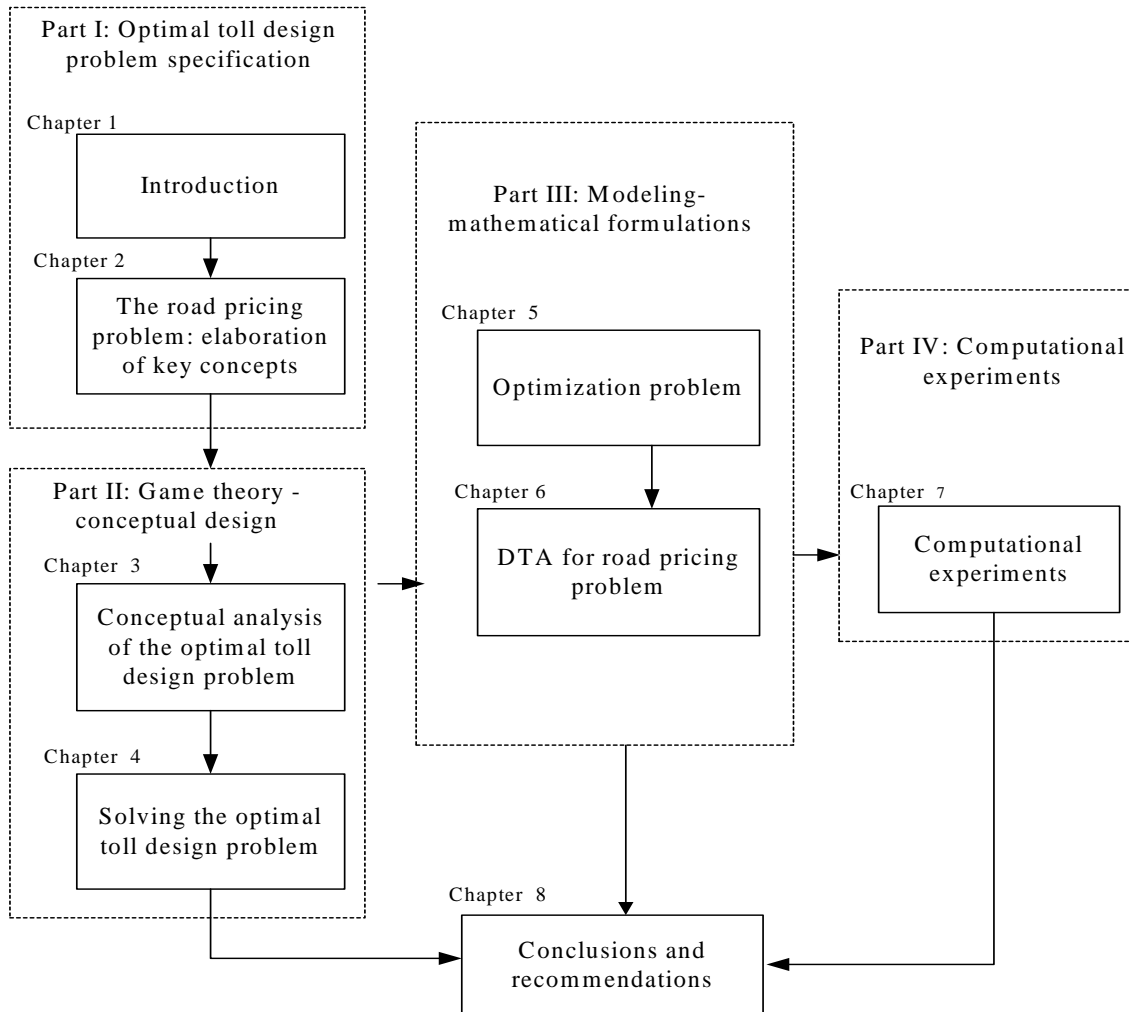 Part I: Optimal toll design
problem specification
Chapter 1
Introduction
Chapter 2
The road pricing
problem: elaboration
of key concepts
Part II: Game theory -
conceptual design
Chapter 3
Conceptual analysis
of the optimal toll
design problem
Chapter 4
Solving the optimal
toll design problem
Part III: Modeling-
mathematical formulations
Chapter 5
Optimization problem
Chapter 6
DTA for road pricing
problem
Part IV: Computational
experiments
Chapter 7
Computational
experiments
Chapter 8
Conclusions and
recommendations